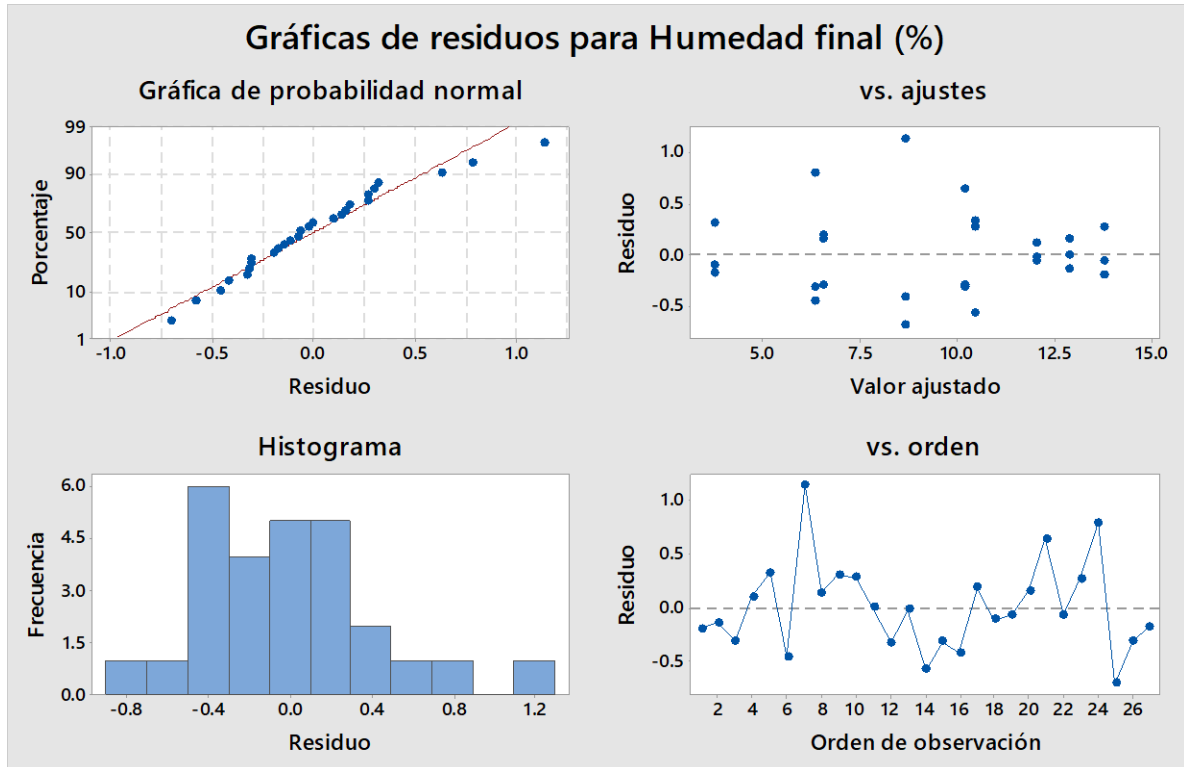 Gráficas de residuos para Humedad final (%)
Gráfica de probabilidad normal
99
90
50
10
1
Porcentaje
-1.0 -0.5 0.0 0.5 1.0
Residuo
vs. ajustes
1.0
0.5
0.0
-0.5
Residuo
5.0 7.5 10.0 12.5 15.0
Valor ajustado
Histograma
6.0
4.5
3.0
1.5
0.0
Frecuencia
-0.8 -0.4 0.0 0.4 0.8 1.2
Residuo
vs. orden
1.0
0.5
0.0
-0.5
Residuo
2 4 6 8 10 12 14 16 18 20 22 24 26
Orden de observación